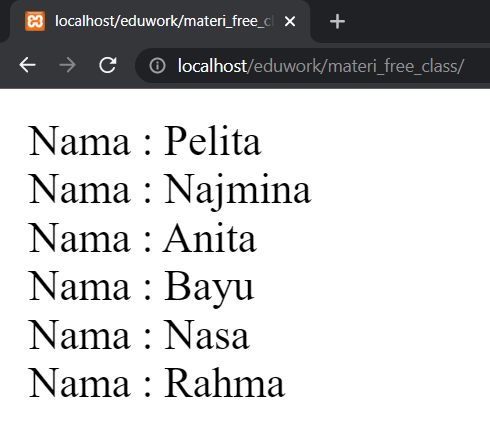 localhost/eduwork/materi_free_cl
localhost/eduwork/materi_free_class/
Nama : Pelita
Nama : Najmina
Nama : Anita
Nama : Bayu
Nama : Nasa
Nama : Rahma